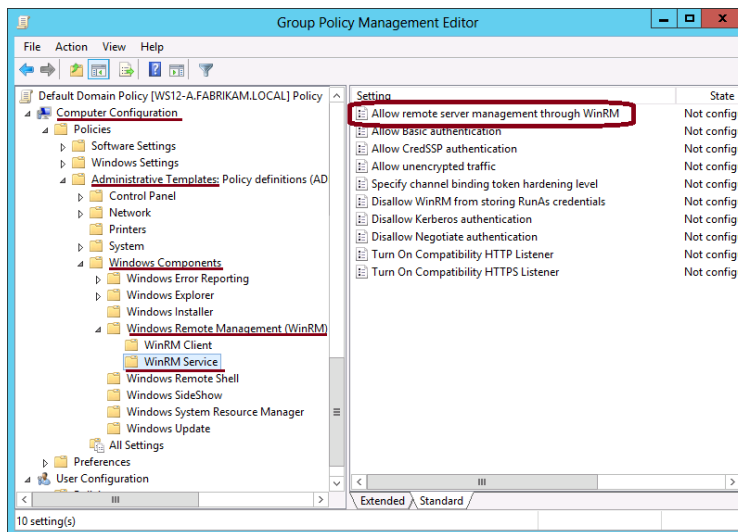 Group Policy Management Editor
File Action View Help
Default Domain Policy [WS12-A.FABRIKAM.LOCAL] Policy
Computer Configuration
Policies
Software Settings
Windows Settings
Administrative Templates: Policy definitions (AD
Control Panel
Network
Printers
System
Windows Components
Windows Error Reporting
Windows Explorer
Windows Installer
Windows Remote Management (WinRM)
WinRM Client
WinRM Service
Windows Remote Shell
Windows SideShow
Windows System Resource Manager
Windows Update
All Settings
Preferences
User Configuration
Setting State
Allow remote server management through WinRM Not config
Allow Basic authentication Not config
Allow CredSSP authentication Not config
Allow unencrypted traffic Not config
Specify channel binding token hardening level Not config
Disallow WinRM from storing RunAs credentials Not config
Disallow Kerberos authentication Not config
Disallow Negotiate authentication Not config
Turn On Compatibility HTTP Listener Not config
Turn On Compatibility HTTPS Listener Not config
Extended Standard
10 setting(s)